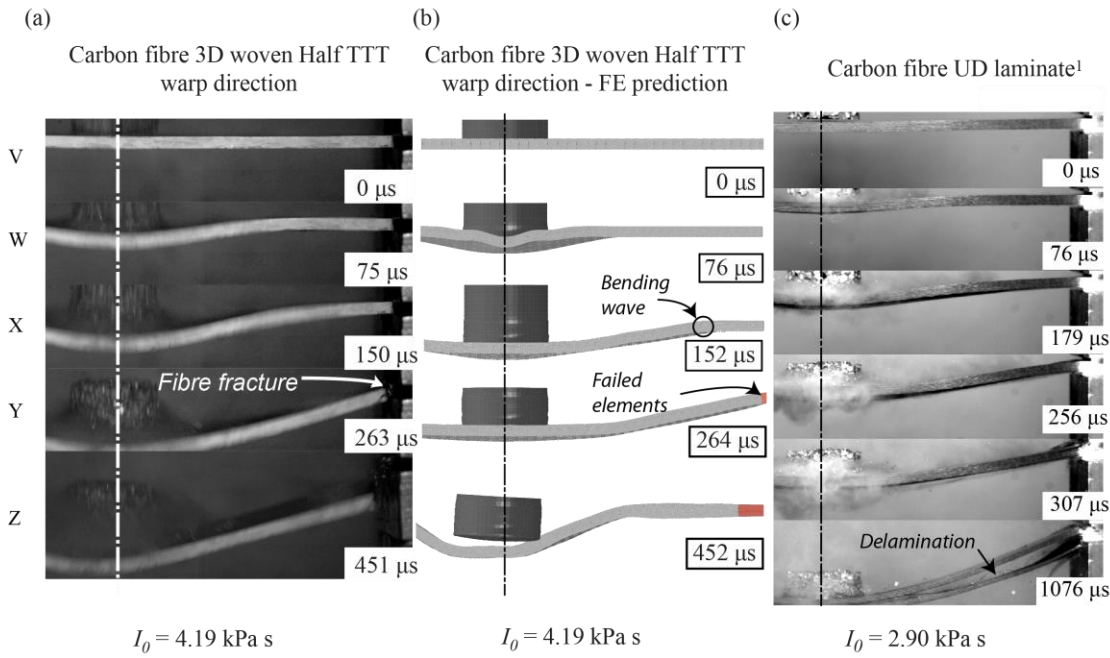 (a)
Carbon fibre 3D woven Half TTT
warp direction
V
0 μs
W
75 μs
X
150 μs
Fibre fracture
Y
263 μs
Z
451 μs
I₀ = 4.19 kPa s
(b)
Carbon fibre 3D woven Half TTT
warp direction - FE prediction
0 μs
76 μs
Bending
wave
152 μs
Failed
elements
264 μs
452 μs
I₀ = 4.19 kPa s
(c)
Carbon fibre UD laminate¹
0 μs
76 μs
179 μs
256 μs
307 μs
Delamination
1076 μs
I₀ = 2.90 kPa s